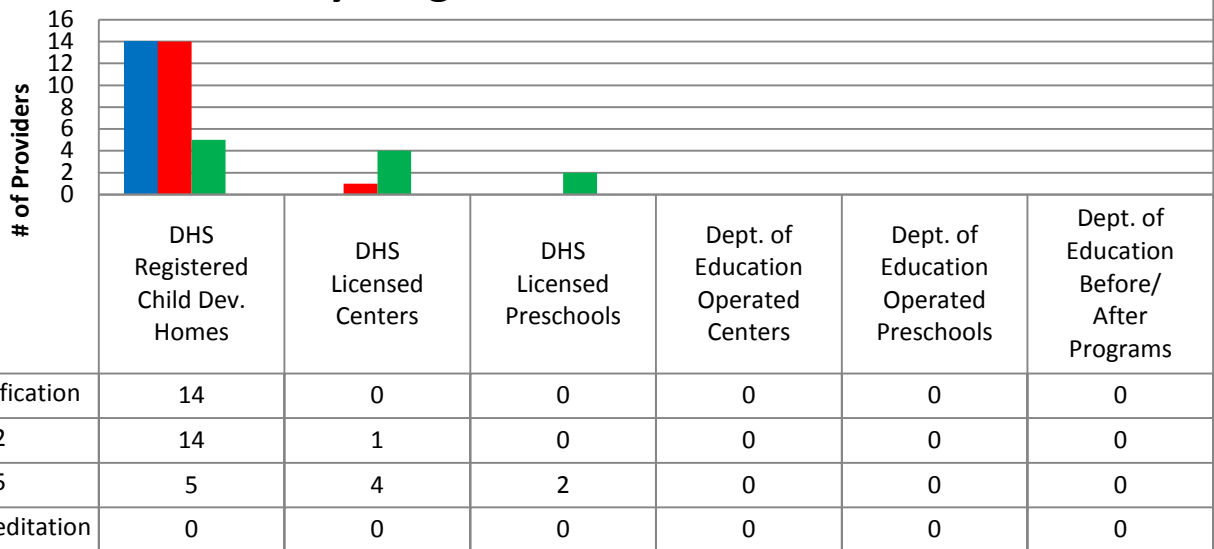 16
14
12
10
8
6
4
2
0
# of Providers
DHS
Registered
Child Dev.
Homes
DHS
Licensed
Centers
DHS
Licensed
Preschools
Dept. of
Education
Operated
Centers
Dept. of
Education
Operated
Preschools
Dept. of
Education
Before/
After
Programs
fication 14 0 0 0 0 0
2 14 1 0 0 0 0
5 4 2 0 0 0
editation 0 0 0 0 0 0